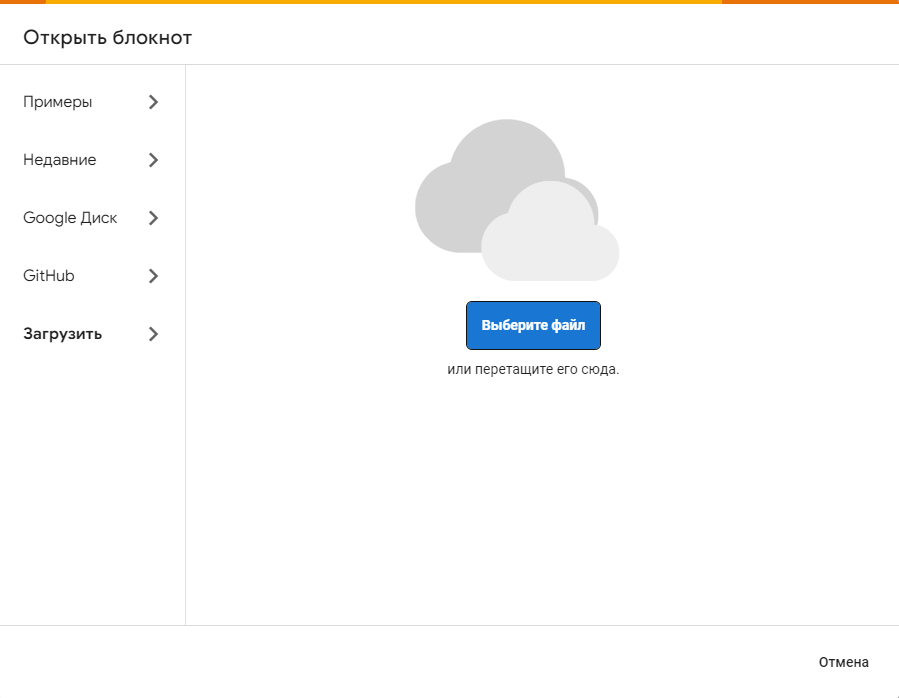 Открыть блокнот
Примеры
Недавние
Google Диск
GitHub
Загрузить
Выберите файл
или перетащите его сюда.
Отмена